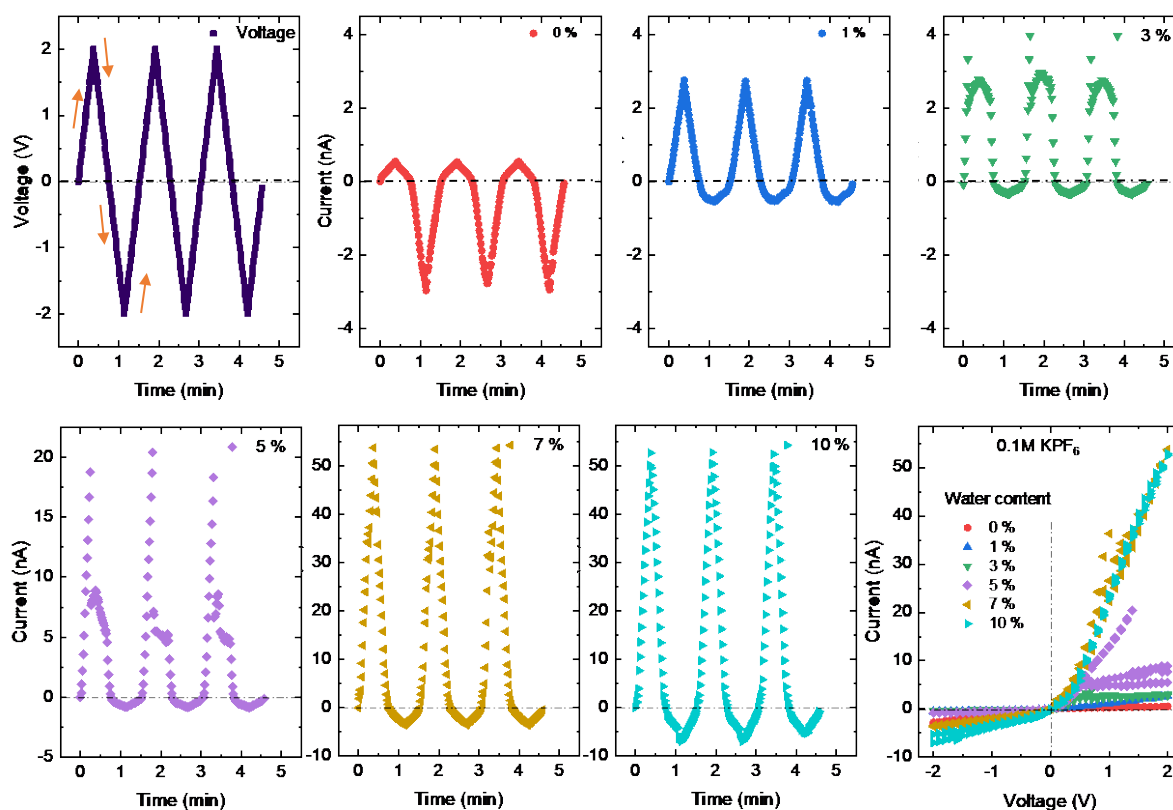 Voltage
Voltage (V)
2
1
0
-1
-2
0 1 2 3 4 5
Time (min)
0 %
Current (nA)
4
2
0
-2
-4
0 1 2 3 4 5
Time (min)
1 %
4
2
0
-2
-4
0 1 2 3 4 5
Time (min)
3 %
4
2
0
-2
-4
0 1 2 3 4 5
Time (min)
5 %
Current (nA)
20
15
10
5
0
-5
0 1 2 3 4 5
Time (min)
7 %
Current (nA)
50
40
30
20
10
0
-10
0 1 2 3 4 5
Time (min)
10 %
Current (nA)
50
40
30
20
10
0
-10
0 1 2 3 4 5
Time (min)
0.1M KPF6
Water content
0 %
1 %
3 %
5 %
7 %
10 %
Current (nA)
50
40
30
20
10
0
-10
-2 -1 0 1 2
Voltage (V)